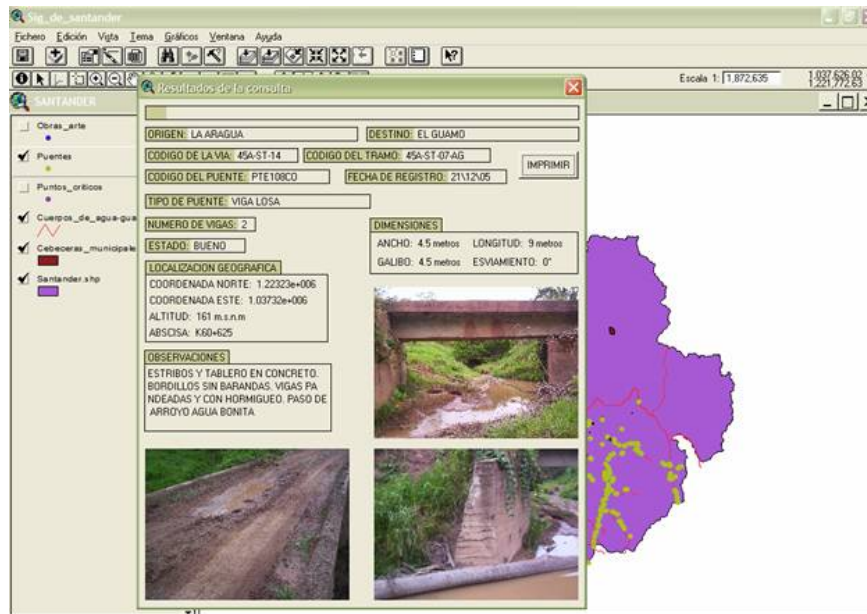 Sig_de_santander
Fichero Edición Vista Tema Gráficos Ventana Ayuda
Escala 1: 1,872,635
1,037,626.02
1,221,772.63
SANTANDER
Obras_arte
Puentes
Puntos_criticos
Cuerpos_de_agua-gua
Cebeceras_municipale
Santander.shp
Resultados de la consulta
ORIGEN: LA ARAGUA
DESTINO: EL GUAMO
CODIGO DE LA VIA: 45A-ST-14
CODIGO DEL TRAMO: 45A-ST-07-AG
IMPRIMIR
CODIGO DEL PUENTE: PTE108CO
FECHA DE REGISTRO: 21\12\05
TIPO DE PUENTE: VIGA LOSA
NUMERO DE VIGAS: 2
ESTADO: BUENO
DIMENSIONES
ANCHO: 4.5 metros LONGITUD: 9 metros
GALIBO: 4.5 metros ESVIAMIENTO: 0°
LOCALIZACION GEOGRAFICA
COORDENADA NORTE: 1.22323e+006
COORDENADA ESTE: 1.03732e+006
ALTITUD: 161 m.s.n.m
ABSCISA: K60+625
OBSERVACIONES
ESTRIBOS Y TABLERO EN CONCRETO.
BORDILLOS SIN BARANDAS. VIGAS PA
NDEADAS Y CON HORMIGUEO. PASO DE
ARROYO AGUA BONITA